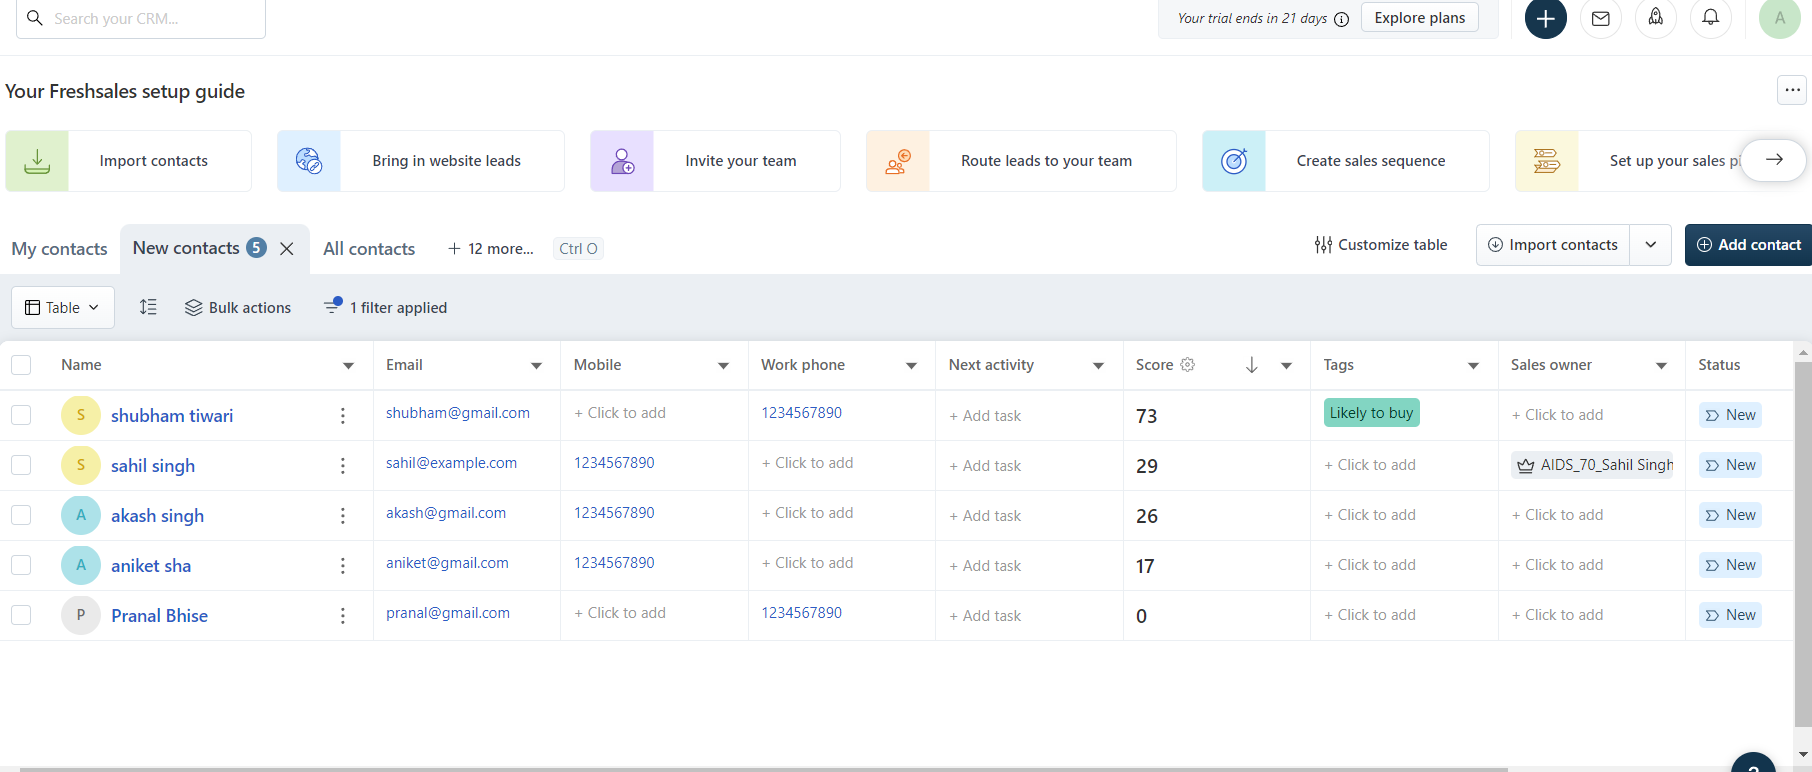 Search your CRM...
Your trial ends in 21 days
Explore plans
A
Your Freshsales setup guide
Import contacts
Bring in website leads
Invite your team
Route leads to your team
Create sales sequence
Set up your sales
My contacts
New contacts 5
All contacts
+ 12 more...
Ctrl O
Customize table
Import contacts
Add contact
Table
Bulk actions
1 filter applied
Name Email Mobile Work phone Next activity Score Tags Sales owner Status
S shubham tiwari shubham@gmail.com + Click to add 1234567890 + Add task 73 Likely to buy + Click to add New
S sahil singh sahil@example.com 1234567890 + Click to add + Add task 29 + Click to add AIDS_70_Sahil Singh New
A akash singh akash@gmail.com 1234567890 + Click to add + Add task 26 + Click to add + Click to add New
A aniket sha aniket@gmail.com 1234567890 + Click to add + Add task 17 + Click to add + Click to add New
P Pranal Bhise pranal@gmail.com + Click to add 1234567890 + Add task 0 + Click to add + Click to add New